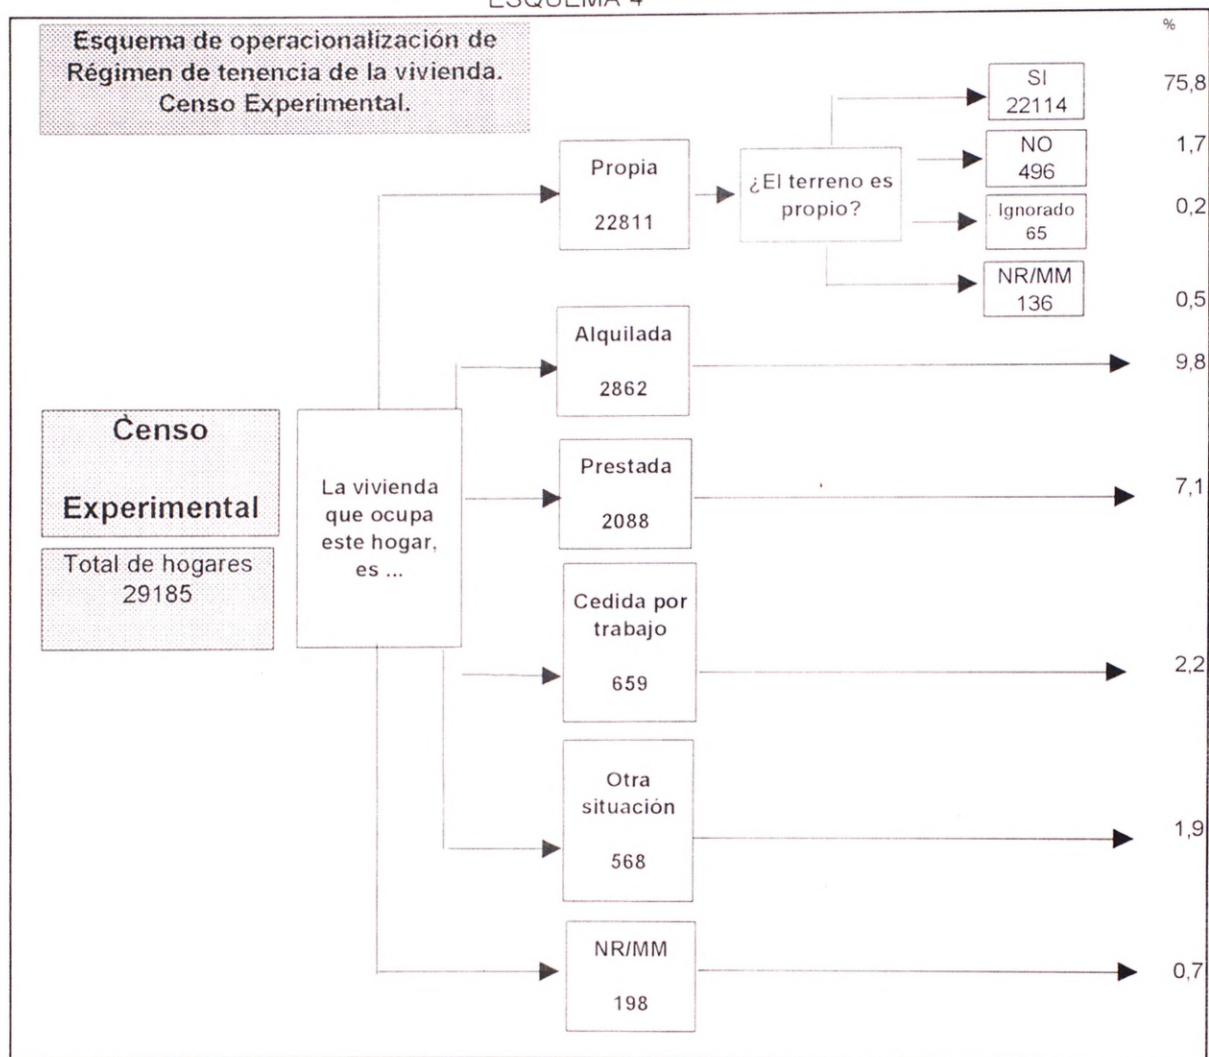 ESQUEMA 4
%
Esquema de operacionalización de
Régimen de tenencia de la vivienda.
Censo Experimental.
SI
22114
75,8
Propia
22811
¿El terreno es
propio?
NO
496
1,7
Ignorado
65
0,2
NR/MM
136
0,5
Alquilada
2862
9,8
Censo
Experimental
Total de hogares
29185
La vivienda
que ocupa
este hogar,
es ...
Prestada
2088
7,1
Cedida por
trabajo
659
2,2
Otra
situación
568
1,9
NR/MM
198
0,7